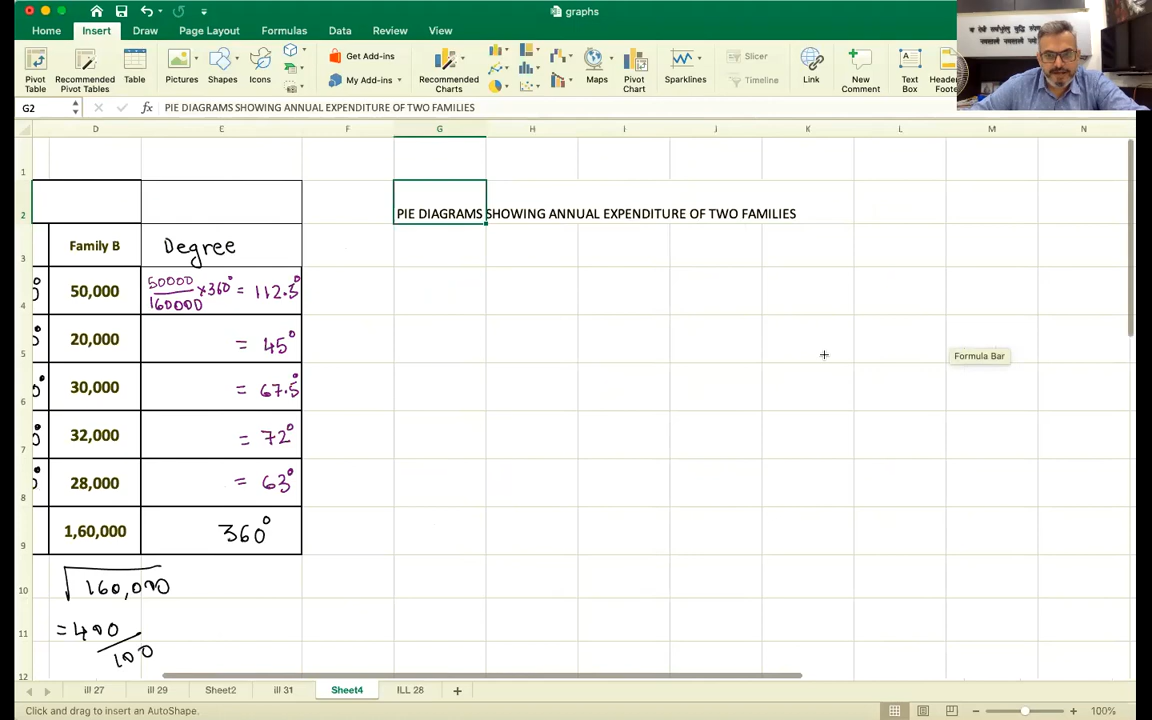 graphs
Home Insert Draw Page Layout Formulas Data Review View
Get Add-ins
My Add-ins
Pivot Table
Recommended Pivot Tables
Table
Pictures
Shapes
Icons
Recommended Charts
Maps
Pivot Chart
Sparklines
Slicer
Timeline
Link
New Comment
Text Box
G2 fx PIE DIAGRAMS SHOWING ANNUAL EXPENDITURE OF TWO FAMILIES
D E F G H I J K L M N
1
2 PIE DIAGRAMS SHOWING ANNUAL EXPENDITURE OF TWO FAMILIES
3 Family B Degree
4 50,000 50000/160000 x360° = 112.5°
Formula Bar
5 20,000 = 45°
6 30,000 = 67.5°
7 32,000 = 72°
8 28,000 = 63°
9 1,60,000 360°
10 √160,000
11 = 400/100
12
ill 27 ill 29 Sheet2 ill 31 Sheet4 ILL 28 +
Click and drag to insert an AutoShape. 100%